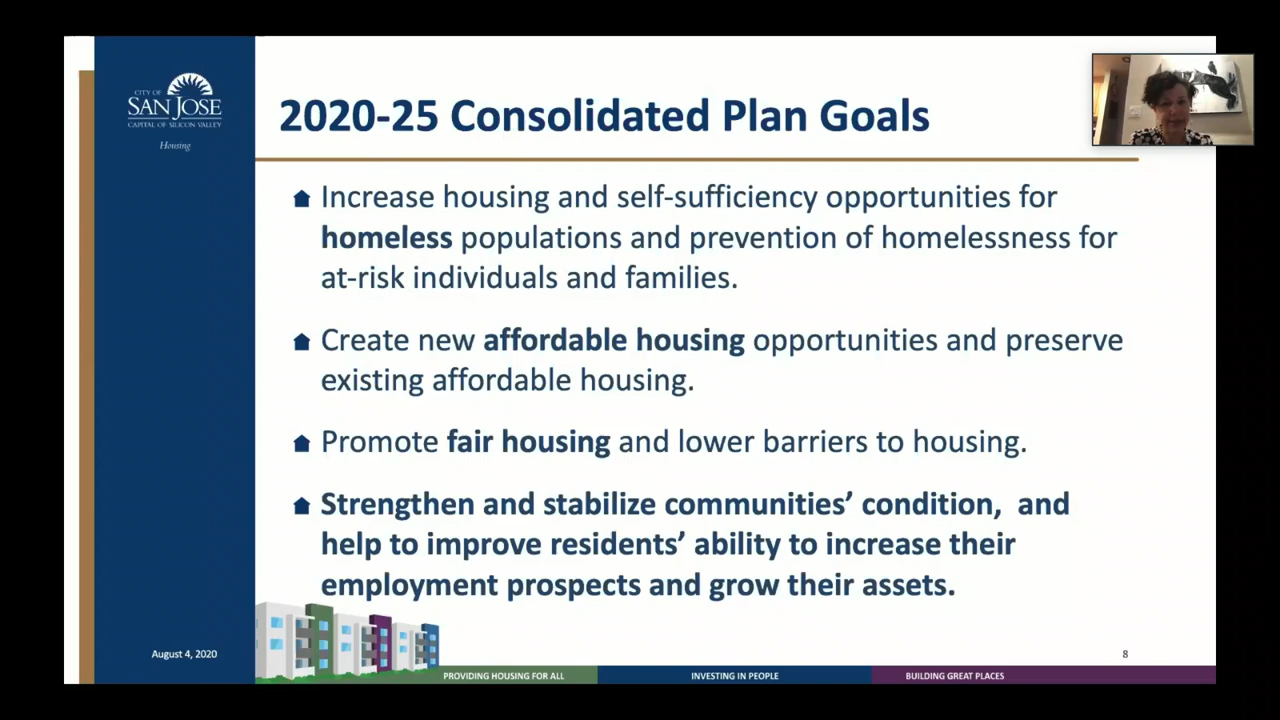 CITY OF
SAN JOSE
CAPITAL OF SILICON VALLEY
Housing
2020-25 Consolidated Plan Goals
Increase housing and self-sufficiency opportunities for
homeless populations and prevention of homelessness for
at-risk individuals and families.
Create new affordable housing opportunities and preserve
existing affordable housing.
Promote fair housing and lower barriers to housing.
Strengthen and stabilize communities’ condition, and
help to improve residents’ ability to increase their
employment prospects and grow their assets.
August 4, 2020
8
PROVIDING HOUSING FOR ALL
INVESTING IN PEOPLE
BUILDING GREAT PLACES